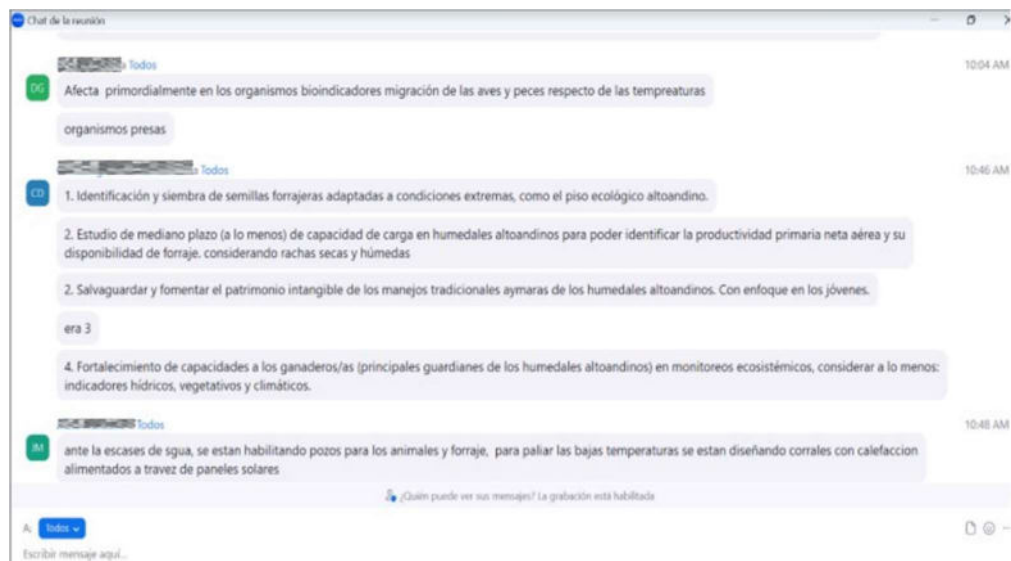 Chat de la reunión
Todos
10:04 AM
DG
Afecta primordialmente en los organismos bioindicadores migración de las aves y peces respecto de las tempreaturas
organismos presas
a Todos
10:46 AM
CD
1. Identificación y siembra de semillas forrajeras adaptadas a condiciones extremas, como el piso ecológico altoandino.
2. Estudio de mediano plazo (a lo menos) de capacidad de carga en humedales altoandinos para poder identificar la productividad primaria neta aérea y su
disponibilidad de forraje. considerando rachas secas y húmedas
2. Salvaguardar y fomentar el patrimonio intangible de los manejos tradicionales aymaras de los humedales altoandinos. Con enfoque en los jóvenes.
era 3
4. Fortalecimiento de capacidades a los ganaderos/as (principales guardianes de los humedales altoandinos) en monitoreos ecosistémicos, considerar a lo menos:
indicadores hídricos, vegetativos y climáticos.
Todos
10:48 AM
JM
ante la escases de sgua, se estan habilitando pozos para los animales y forraje, para paliar las bajas temperaturas se estan diseñando corrales con calefaccion
alimentados a travez de paneles solares
¿Quién puede ver sus mensajes? La grabación está habilitada
A: Todos
Escribir mensaje aquí...